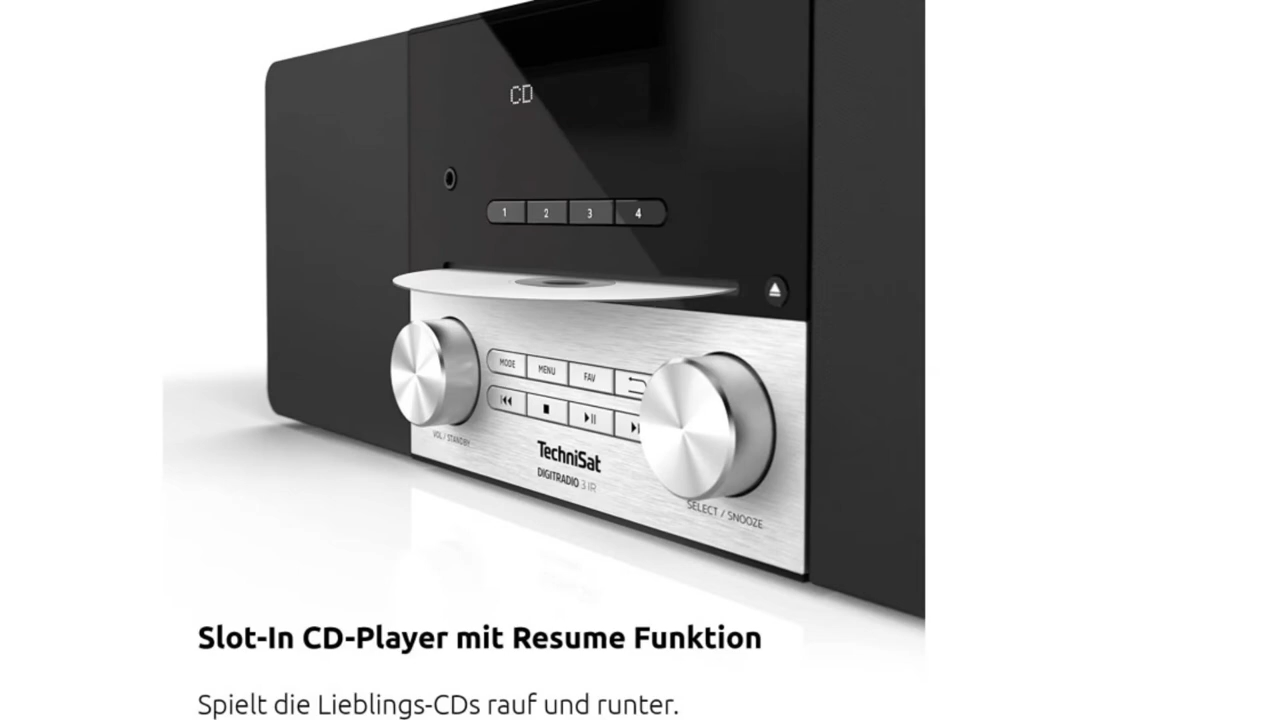 CD
1 2 3 4
MODE MENU FAV
VOL / STANDBY
TechniSat
DIGITRADIO 3 IR
SELECT / SNOOZE
Slot-In CD-Player mit Resume Funktion
Spielt die Lieblings-CDs rauf und runter.